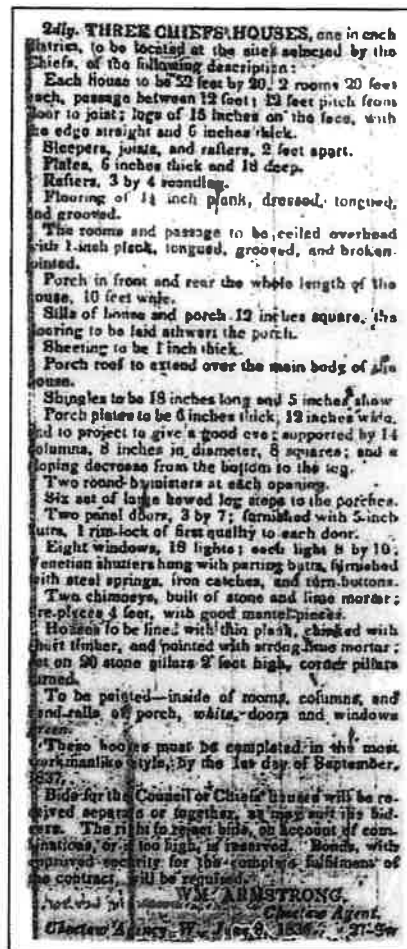 2dly. THREE CHIEFS' HOUSES, one in each
district, to be located at the sites selected by the
Chiefs, of the following description:
Each House to be 52 feet by 20, 2 rooms 20 feet
each, passage between 12 feet; 12 feet pitch from
floor to joist; logs of 15 inches on the face, with
the edge straight and 6 inches thick.
Sleepers, joists, and rafters, 2 feet apart.
Plates, 6 inches thick and 18 deep.
Rafters, 3 by 4 scantling.
Flooring of 1¼ inch plank, dressed, tongued,
and grooved.
The rooms and passage to be ceiled overhead
with 1-inch plank, tongued, grooved, and broken
jointed.
Porch in front and rear the whole length of the
house, 10 feet wide.
Sills of house and porch 12 inches square, the
flooring to be laid athwart the porch.
Sheeting to be 1 inch thick.
Porch roof to extend over the main body of the
house.
Shingles to be 18 inches long and 5 inches show
Porch plates to be 6 inches thick, 12 inches wide,
and to project to give a good eve; supported by 14
columns, 8 inches in diameter, 8 squares; and a
sloping decrease from the bottom to the top.
Two round bannisters at each opening.
Six set of large hewed log steps to the porches.
Two panel doors, 3 by 7; furnished with 5-inch
butts, 1 rim-lock of first quality to each door.
Eight windows, 18 lights; each light 8 by 10;
Venetian shutters hung with parting butts, furnished
with steel springs, iron catches, and turn-buttons.
Two chimneys, built of stone and lime mortar;
fire-places 4 feet, with good mantel-pieces.
Houses to be lined with thin plank, chinked with
short timber, and pointed with strong lime mortar;
set on 20 stone pillars 2 feet high, corner pillars
turned.
To be painted—inside of rooms, columns, and
hand-rails of porch, white, doors and windows
green.
These houses must be completed in the most
workmanlike style, by the 1st day of September,
1837.
Bids for the Council or Chiefs' houses will be re-
ceived separate or together, as may suit the bid-
ders. The right to reject bids, on account of com-
binations, or if too high, is reserved. Bonds, with
approved security for the complete fulfilment of
the contract, will be required.
WM. ARMSTRONG,
Choctaw Agent.
Choctaw Agency, W., June 8, 1836. 27-3w